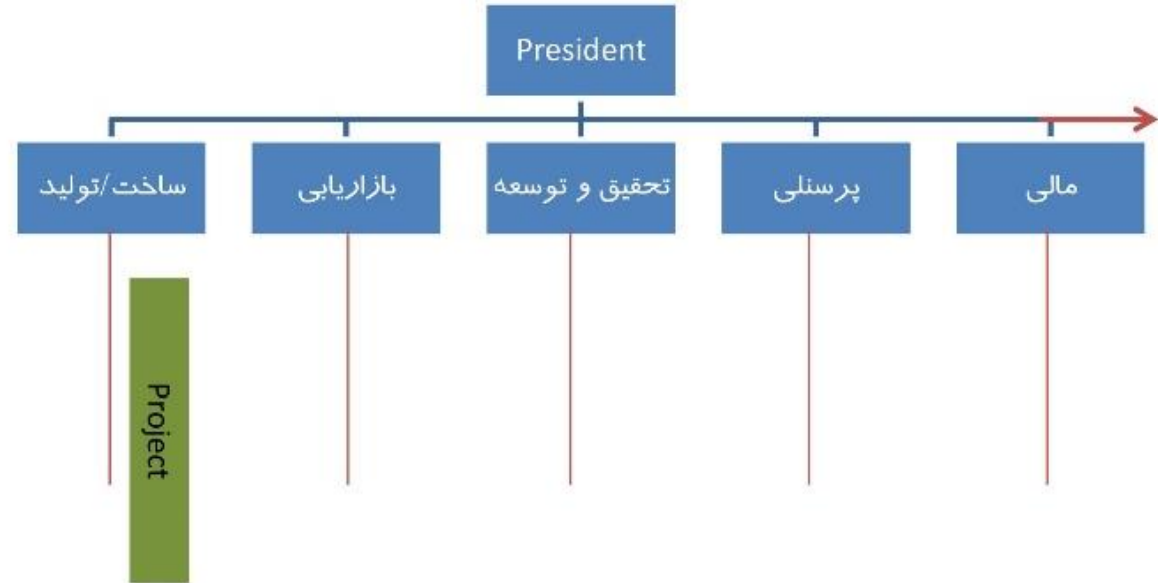 President
ساخت/تولید
بازاریابی
تحقیق و توسعه
پرسنلی
مالی
Project